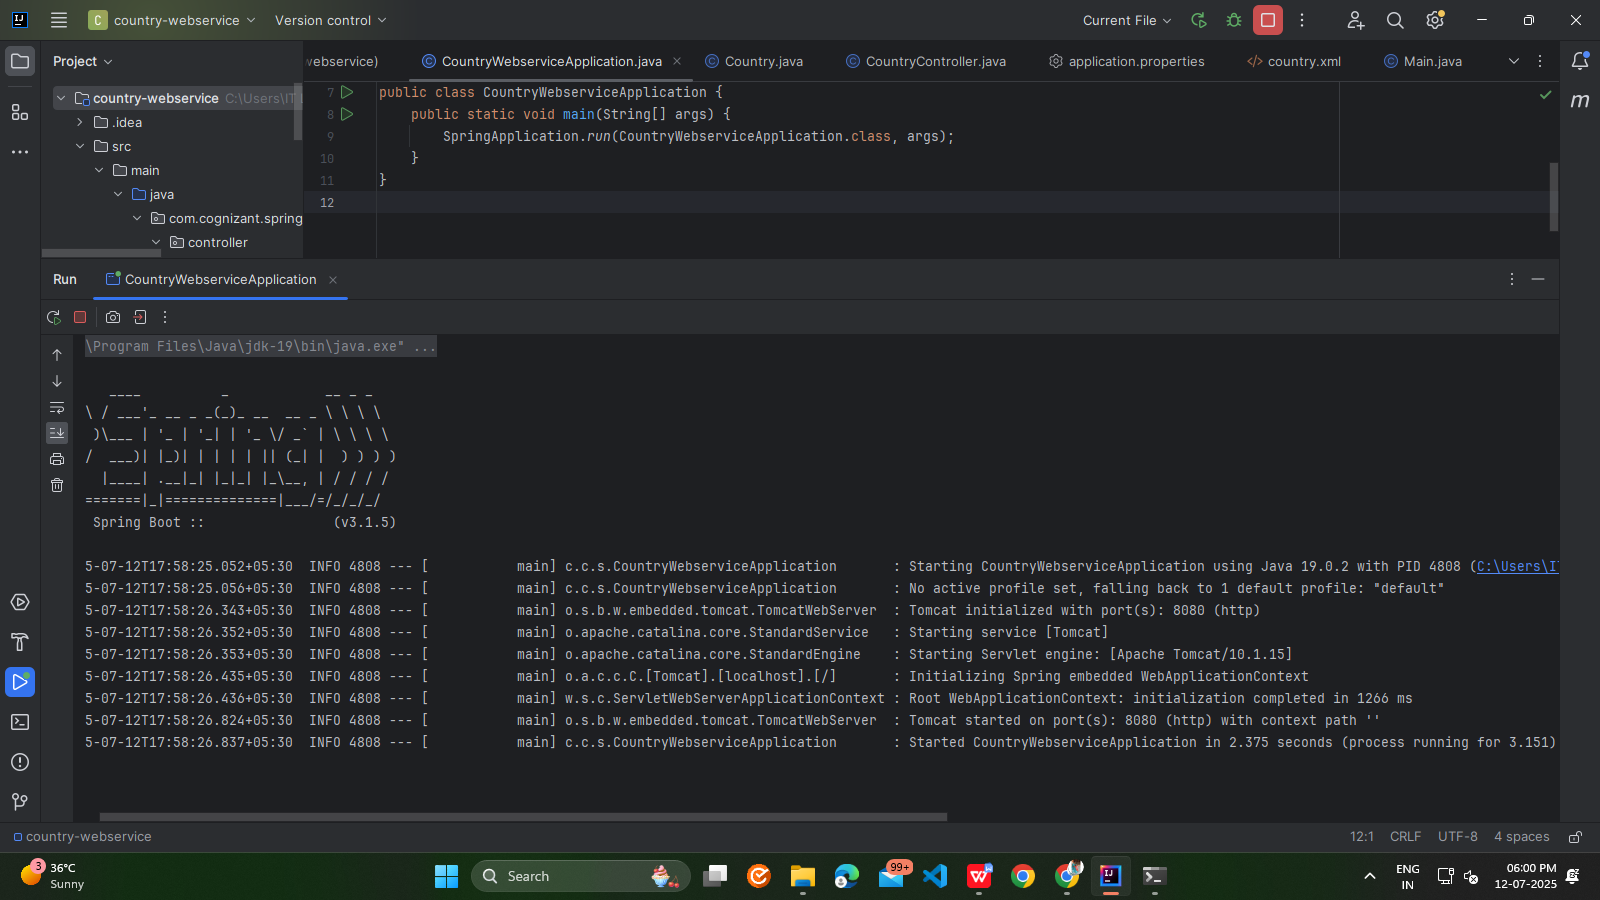 IJ
C country-webservice
Version control
Current File
Project
webservice)
CountryWebserviceApplication.java
Country.java
CountryController.java
application.properties
country.xml
Main.java
country-webservice C:\Users\IT
.idea
src
main
java
com.cognizant.spring
controller
7 public class CountryWebserviceApplication {
8 public static void main(String[] args) {
9 SpringApplication.run(CountryWebserviceApplication.class, args);
10 }
11 }
12
m
Run
CountryWebserviceApplication
\Program Files\Java\jdk-19\bin\java.exe" ...
  ____          _            __ _ _
\ / ___'_ __ _ _(_)_ __  __ _ \ \ \ \
 )\___ | '_ | '_| | '_ \/ _` | \ \ \ \
/  ___)| |_)| | | | | || (_| |  ) ) ) )
  |____| .__|_| |_|_| |_\__, | / / / /
=======|_|==============|___/=/_/_/_/
Spring Boot :: (v3.1.5)
5-07-12T17:58:25.052+05:30 INFO 4808 --- [ main] c.c.s.CountryWebserviceApplication : Starting CountryWebserviceApplication using Java 19.0.2 with PID 4808 (C:\Users\IT
5-07-12T17:58:25.056+05:30 INFO 4808 --- [ main] c.c.s.CountryWebserviceApplication : No active profile set, falling back to 1 default profile: "default"
5-07-12T17:58:26.343+05:30 INFO 4808 --- [ main] o.s.b.w.embedded.tomcat.TomcatWebServer : Tomcat initialized with port(s): 8080 (http)
5-07-12T17:58:26.352+05:30 INFO 4808 --- [ main] o.apache.catalina.core.StandardService : Starting service [Tomcat]
5-07-12T17:58:26.353+05:30 INFO 4808 --- [ main] o.apache.catalina.core.StandardEngine : Starting Servlet engine: [Apache Tomcat/10.1.15]
5-07-12T17:58:26.435+05:30 INFO 4808 --- [ main] o.a.c.c.C.[Tomcat].[localhost].[/] : Initializing Spring embedded WebApplicationContext
5-07-12T17:58:26.436+05:30 INFO 4808 --- [ main] w.s.c.ServletWebServerApplicationContext : Root WebApplicationContext: initialization completed in 1266 ms
5-07-12T17:58:26.824+05:30 INFO 4808 --- [ main] o.s.b.w.embedded.tomcat.TomcatWebServer : Tomcat started on port(s): 8080 (http) with context path ''
5-07-12T17:58:26.837+05:30 INFO 4808 --- [ main] c.c.s.CountryWebserviceApplication : Started CountryWebserviceApplication in 2.375 seconds (process running for 3.151)
country-webservice
12:1 CRLF UTF-8 4 spaces
3
36°C
Sunny
Search
99+
ENG
IN
06:00 PM
12-07-2025